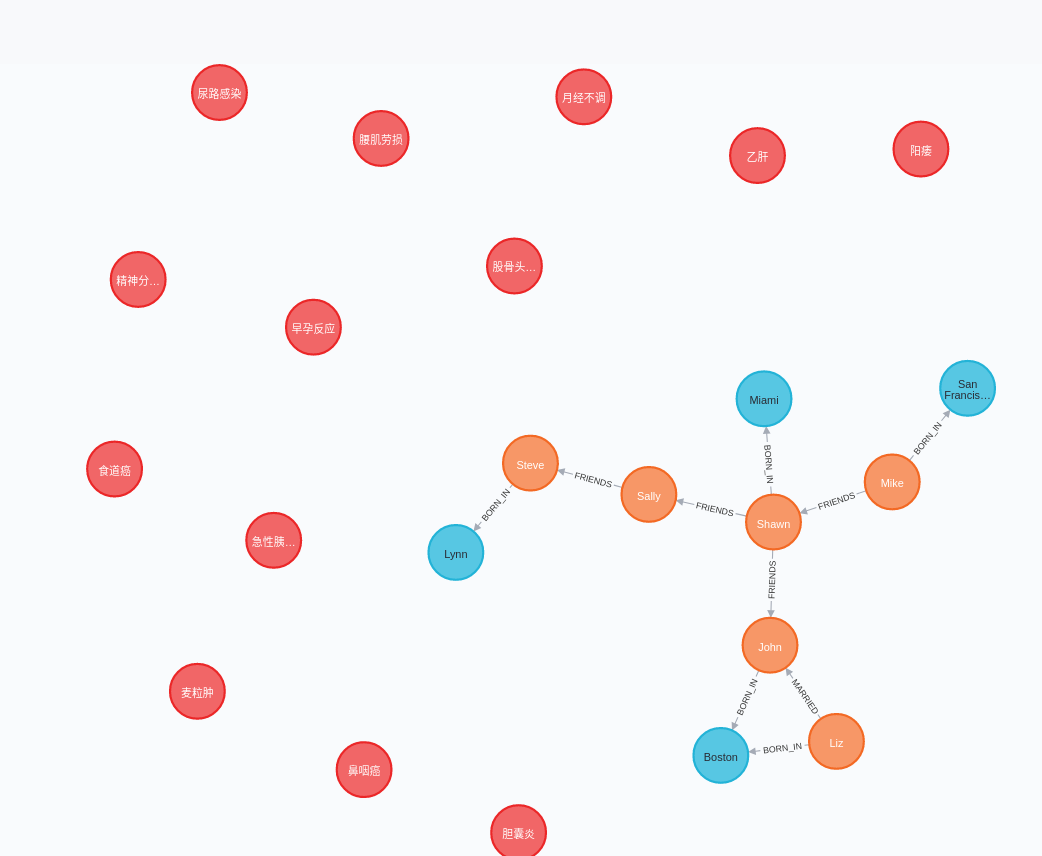 尿路感染
月经不调
腰肌劳损
乙肝
阳痿
股骨头...
精神分...
早孕反应
Miami
San
Francis...
BORN_IN
BORN_IN
食道癌
Steve
FRIENDS
Sally
FRIENDS
Shawn
FRIENDS
Mike
BORN_IN
Lynn
急性胰...
FRIENDS
John
BORN_IN
MARRIED
麦粒肿
Boston
BORN_IN
Liz
鼻咽癌
胆囊炎